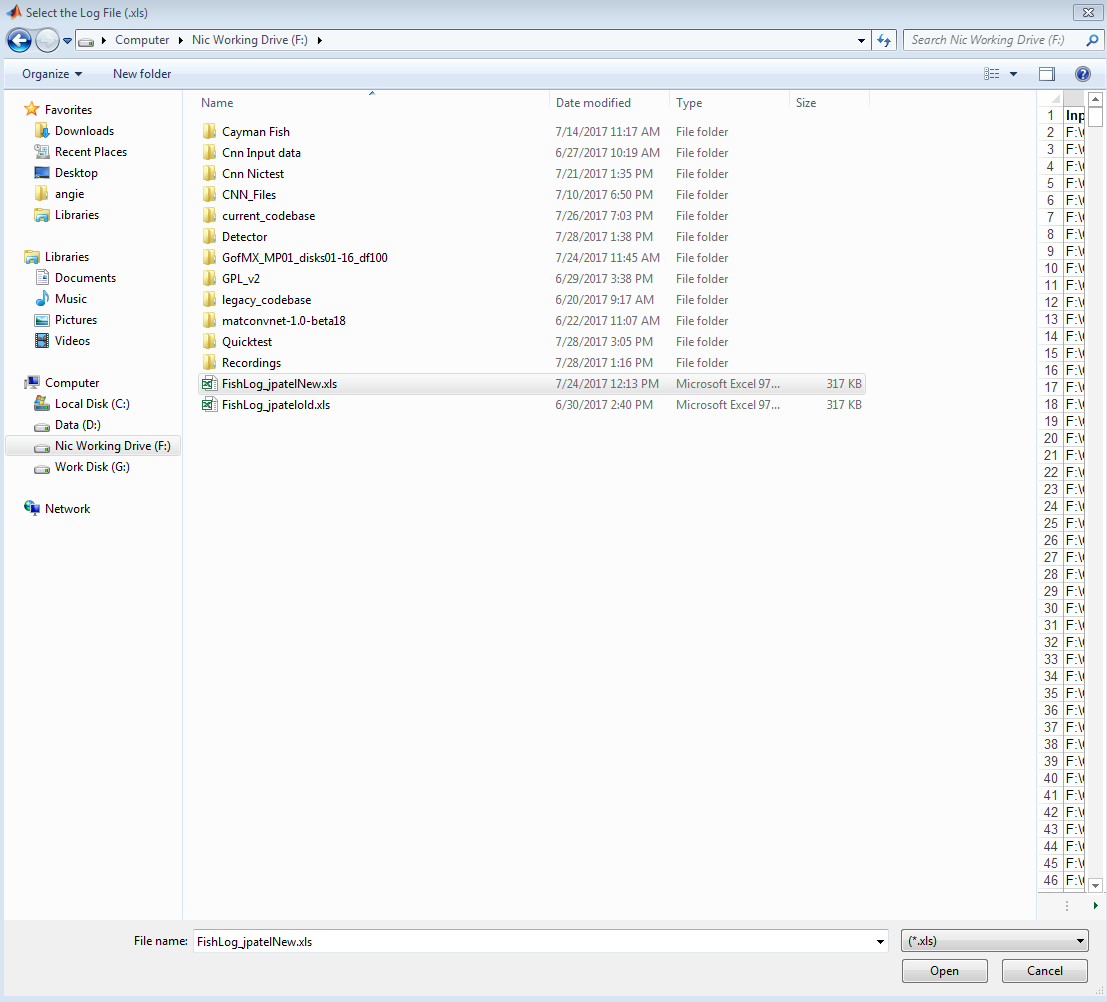 Select the Log File (.xls)
Computer Nic Working Drive (F:)
Search Nic Working Drive (F:)
Organize New folder
Favorites
Downloads
Recent Places
Desktop
angie
Libraries
Libraries
Documents
Music
Pictures
Videos
Computer
Local Disk (C:)
Data (D:)
Nic Working Drive (F:)
Work Disk (G:)
Network
Name Date modified Type Size
Cayman Fish 7/14/2017 11:17 AM File folder
Cnn Input data 6/27/2017 10:19 AM File folder
Cnn Nictest 7/21/2017 1:35 PM File folder
CNN_Files 7/10/2017 6:50 PM File folder
current_codebase 7/26/2017 7:03 PM File folder
Detector 7/28/2017 1:38 PM File folder
GofMX_MP01_disks01-16_df100 7/24/2017 11:45 AM File folder
GPL_v2 6/29/2017 3:38 PM File folder
legacy_codebase 6/20/2017 9:17 AM File folder
matconvnet-1.0-beta18 6/22/2017 11:07 AM File folder
Quicktest 7/28/2017 3:05 PM File folder
Recordings 7/28/2017 1:16 PM File folder
FishLog_jpatelNew.xls 7/24/2017 12:13 PM Microsoft Excel 97... 317 KB
FishLog_jpatelold.xls 6/30/2017 2:40 PM Microsoft Excel 97... 317 KB
1 Inp
2 F:\
3 F:\
4 F:\
5 F:\
6 F:\
7 F:\
8 F:\
9 F:\
10 F:\
11 F:\
12 F:\
13 F:\
14 F:\
15 F:\
16 F:\
17 F:\
18 F:\
19 F:\
20 F:\
21 F:\
22 F:\
23 F:\
24 F:\
25 F:\
26 F:\
27 F:\
28 F:\
29 F:\
30 F:\
31 F:\
32 F:\
33 F:\
34 F:\
35 F:\
36 F:\
37 F:\
38 F:\
39 F:\
40 F:\
41 F:\
42 F:\
43 F:\
44 F:\
45 F:\
46 F:\
File name: FishLog_jpatelNew.xls (*.xls)
Open Cancel